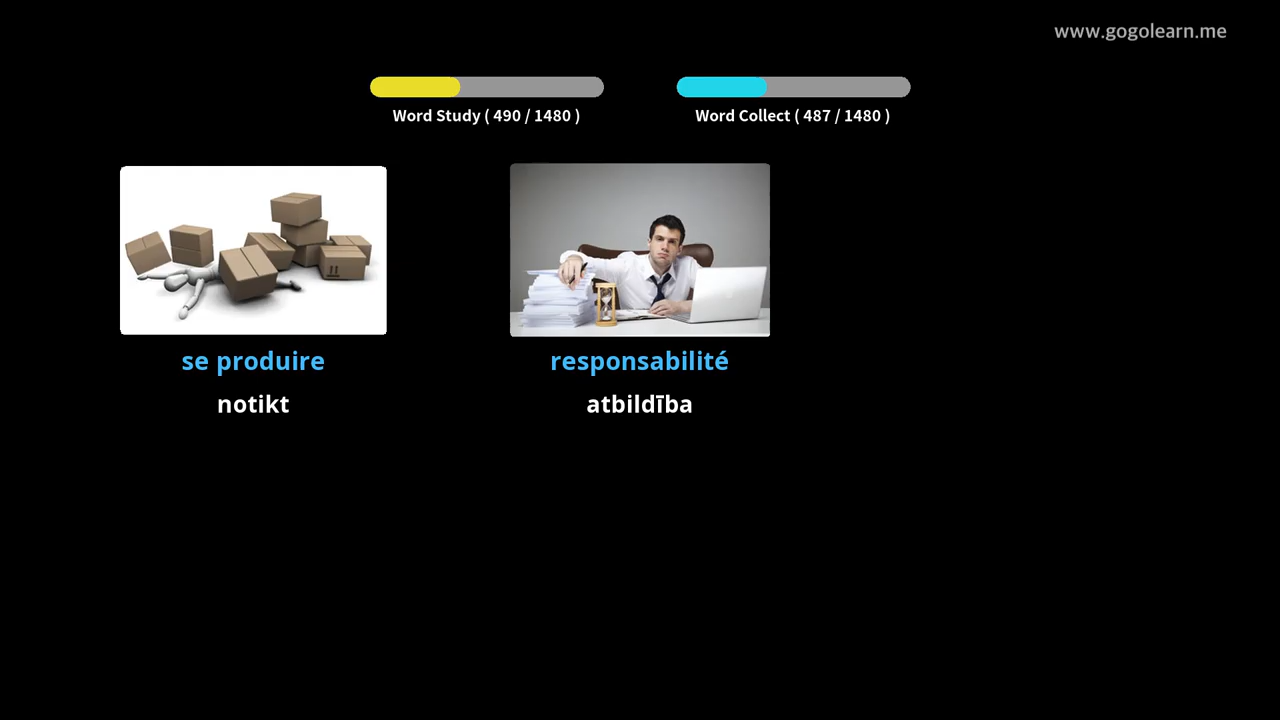 www.gogolearn.me
Word Study ( 490 / 1480 )
Word Collect ( 487 / 1480 )
se produire
notikt
responsabilité
atbildība